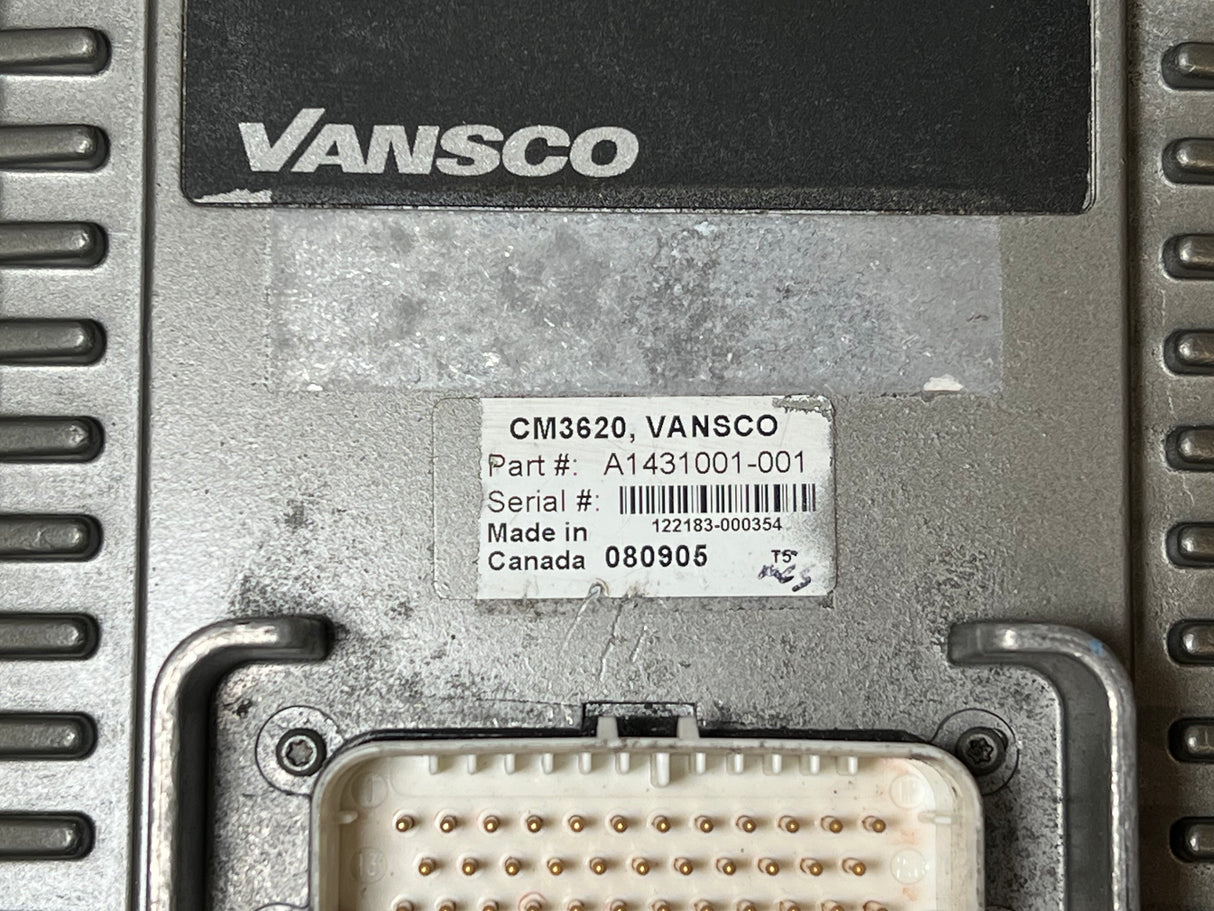 VANSCO
CM3620, VANSCO
Part #: A1431001-001
Serial #:
122183-000354
Made in
Canada 080905
T5